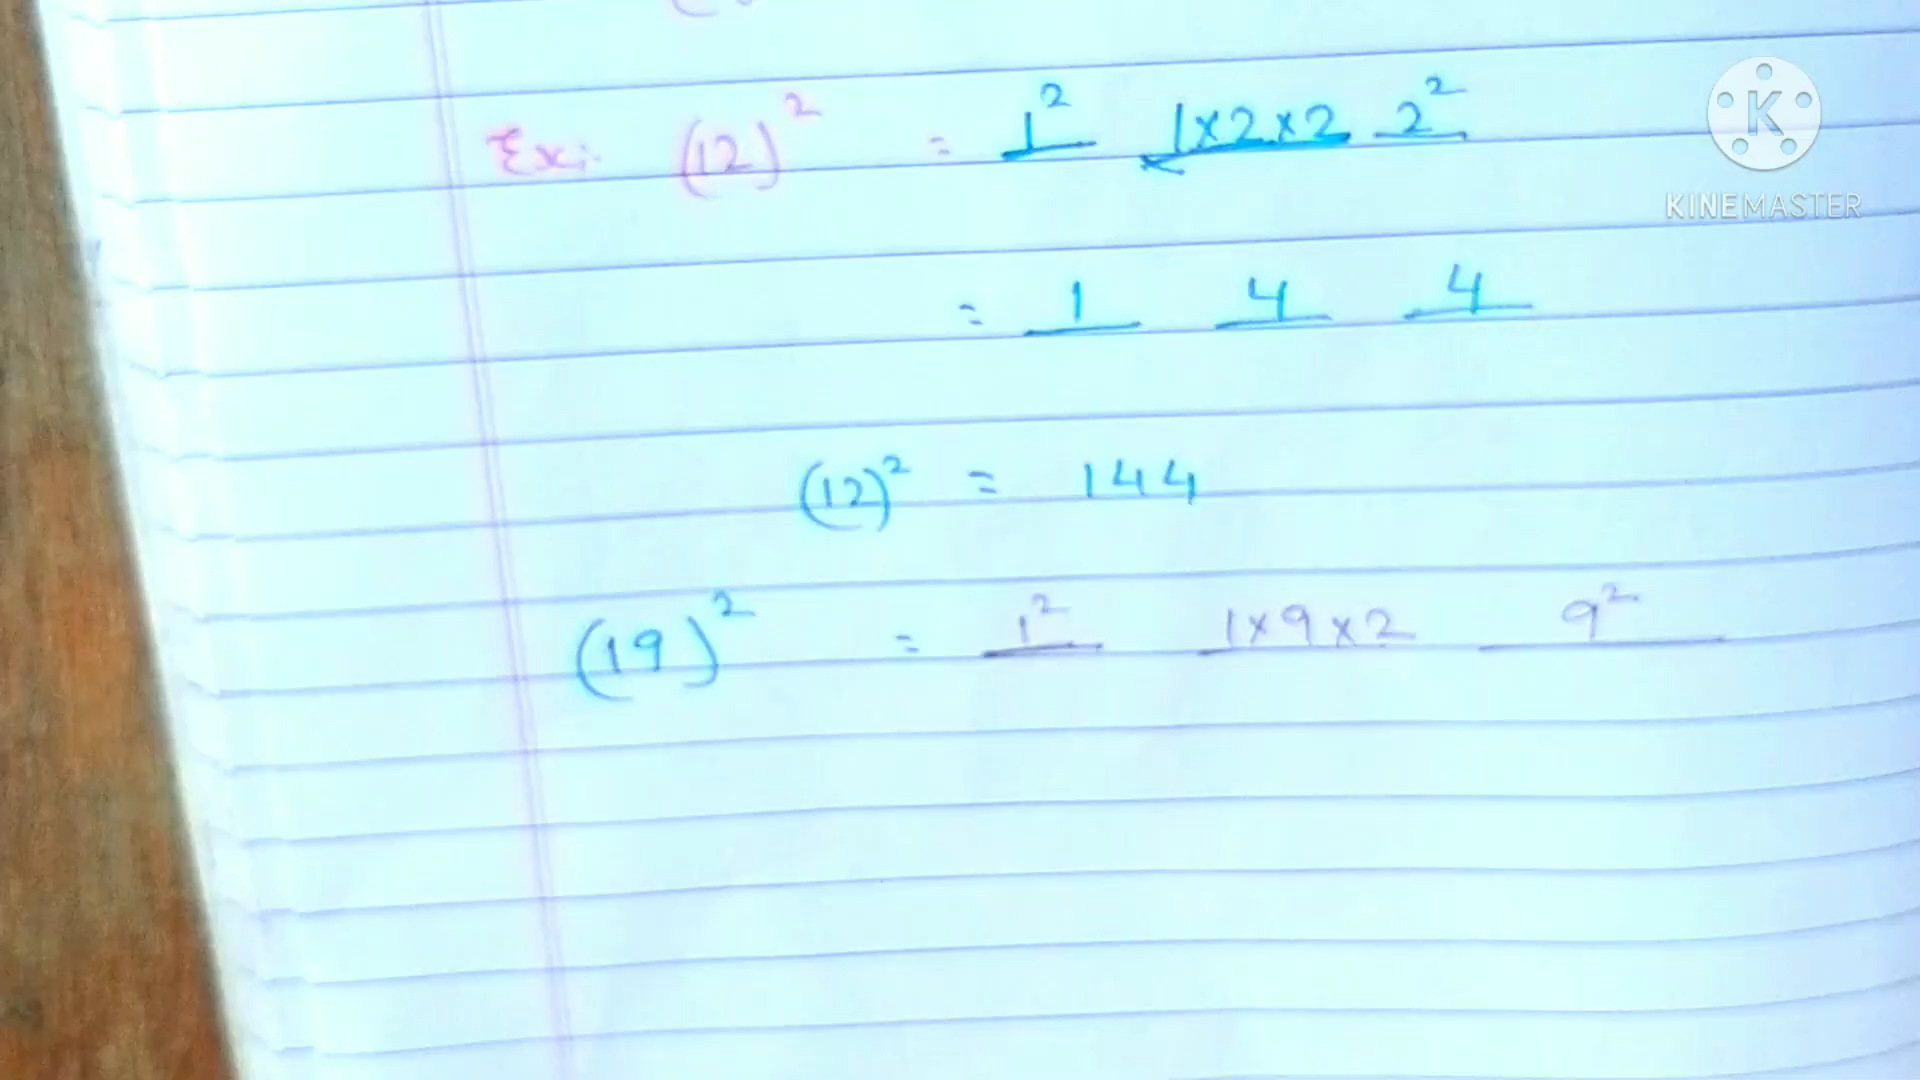 Ex:- (12)² = 1² 1×2×2 2²
= 1 4 4
(12)² = 144
(19)² = 1² 1×9×2 9²
K
KINEMASTER